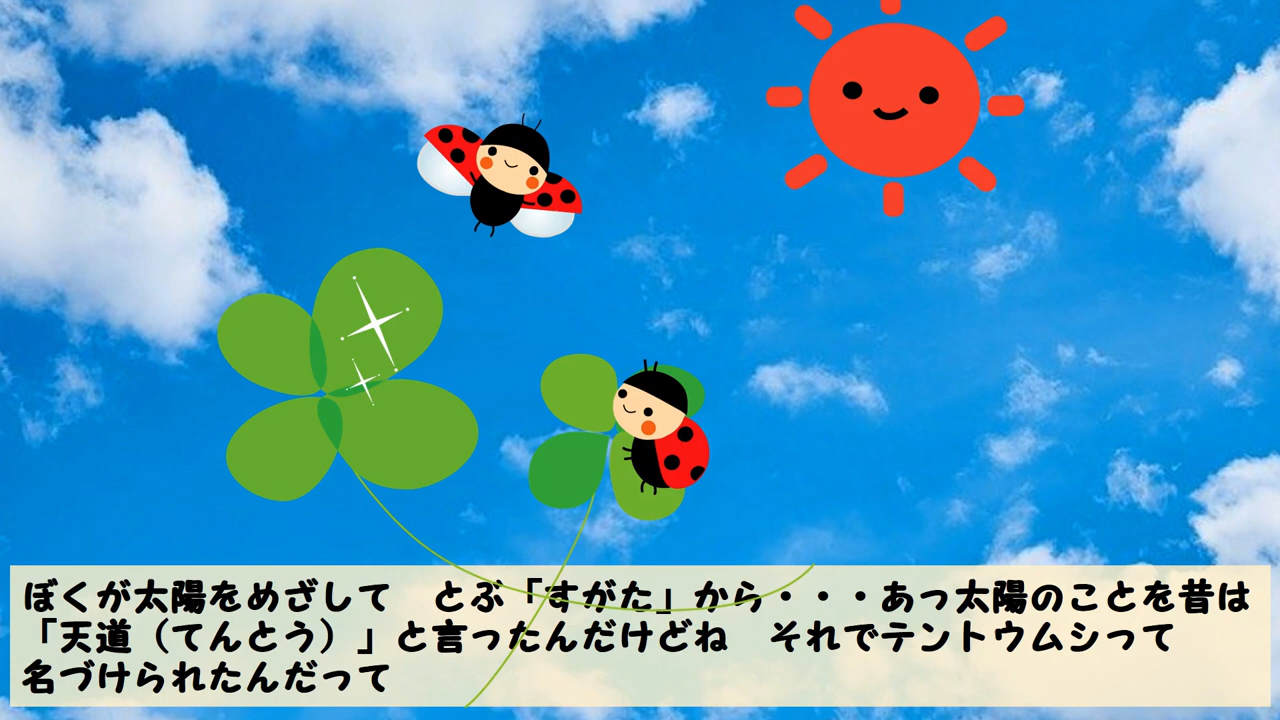 ぼくが太陽をめざして　とぶ「すがた」から・・・あっ太陽のことを昔は
「天道（てんとう）」と言ったんだけどね　それでテントウムシって
名づけられたんだって